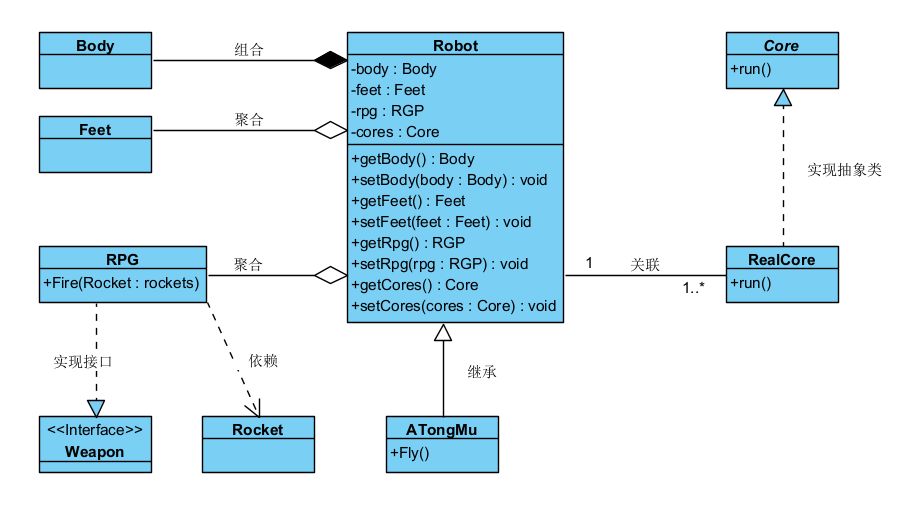 Body
组合
Feet
聚合
Robot
-body : Body
-feet : Feet
-rpg : RGP
-cores : Core
+getBody() : Body
+setBody(body : Body) : void
+getFeet() : Feet
+setFeet(feet : Feet) : void
+getRpg() : RGP
+setRpg(rpg : RGP) : void
+getCores() : Core
+setCores(cores : Core) : void
Core
+run()
实现抽象类
RPG
+Fire(Rocket : rockets)
聚合
1
关联
1..*
RealCore
+run()
实现接口
依赖
继承
<<Interface>>
Weapon
Rocket
ATongMu
+Fly()